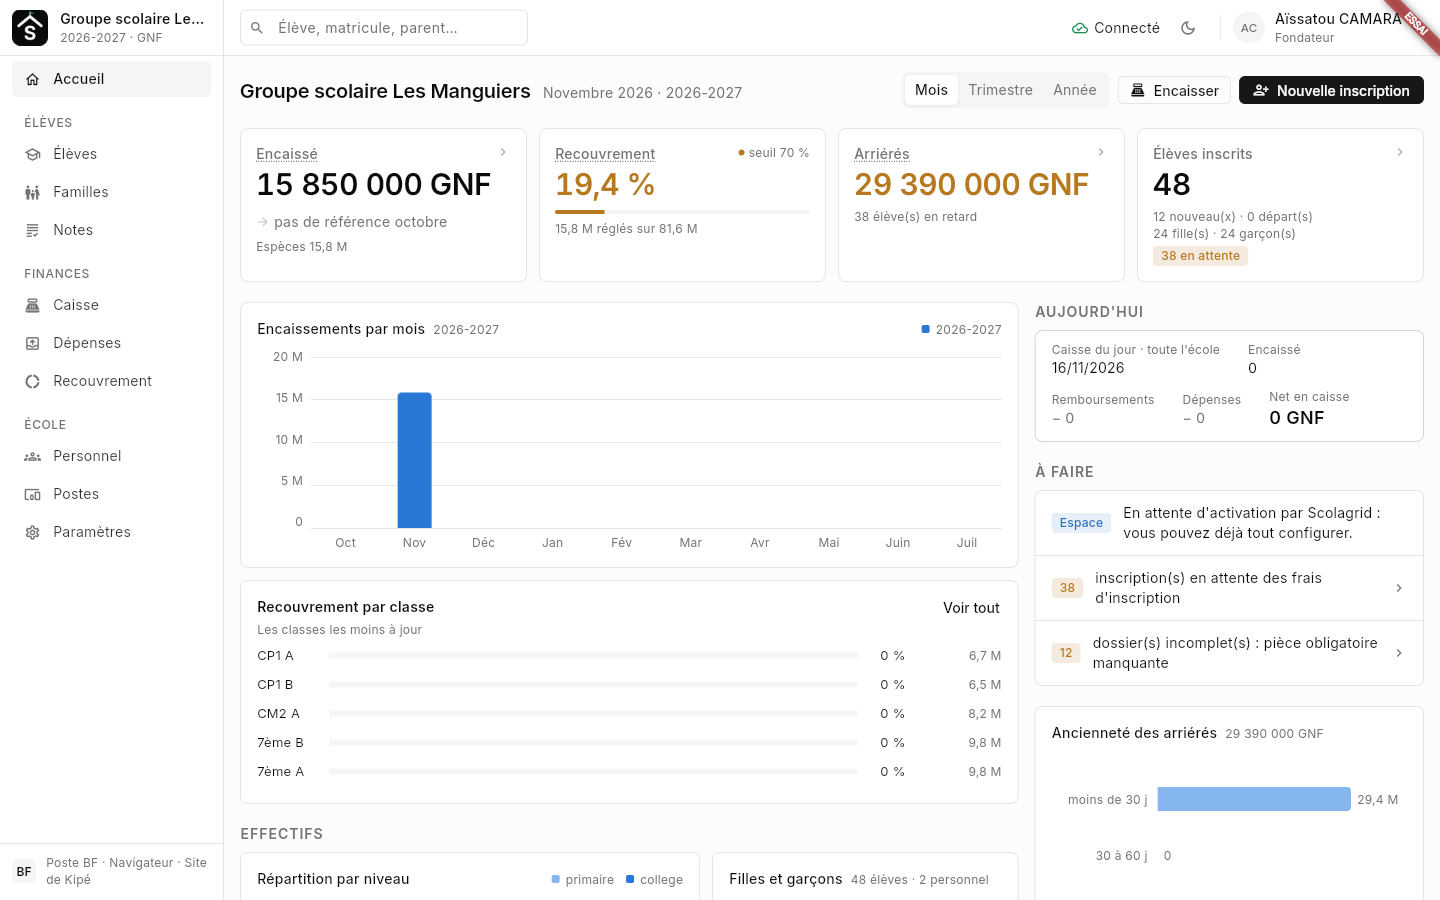 Groupe scolaire Le...
2026-2027 · GNF
Accueil
ÉLÈVES
Élèves
Familles
Notes
FINANCES
Caisse
Dépenses
Recouvrement
ÉCOLE
Personnel
Postes
Paramètres
BF
Poste BF · Navigateur · Site
de Kipé
Élève, matricule, parent...
Connecté
AC
Aïssatou CAMARA
Fondateur
ESSAI
Groupe scolaire Les Manguiers Novembre 2026 · 2026-2027
Mois Trimestre Année
Encaisser
Nouvelle inscription
Encaissé
15 850 000 GNF
→ pas de référence octobre
Espèces 15,8 M
Recouvrement
seuil 70 %
19,4 %
15,8 M réglés sur 81,6 M
Arriérés
29 390 000 GNF
38 élève(s) en retard
Élèves inscrits
48
12 nouveau(x) · 0 départ(s)
24 fille(s) · 24 garçon(s)
38 en attente
Encaissements par mois 2026-2027
2026-2027
20 M
15 M
10 M
5 M
0
Oct Nov Déc Jan Fév Mar Avr Mai Juin Juil
Recouvrement par classe
Voir tout
Les classes les moins à jour
CP1 A 0 % 6,7 M
CP1 B 0 % 6,5 M
CM2 A 0 % 8,2 M
7ème B 0 % 9,8 M
7ème A 0 % 9,8 M
EFFECTIFS
Répartition par niveau
primaire college
Filles et garçons 48 élèves · 2 personnel
AUJOURD'HUI
Caisse du jour · toute l'école
16/11/2026
Encaissé
0
Remboursements
− 0
Dépenses
− 0
Net en caisse
0 GNF
À FAIRE
Espace
En attente d'activation par Scolagrid :
vous pouvez déjà tout configurer.
38
inscription(s) en attente des frais
d'inscription
12
dossier(s) incomplet(s) : pièce obligatoire
manquante
Ancienneté des arriérés 29 390 000 GNF
moins de 30 j 29,4 M
30 à 60 j 0